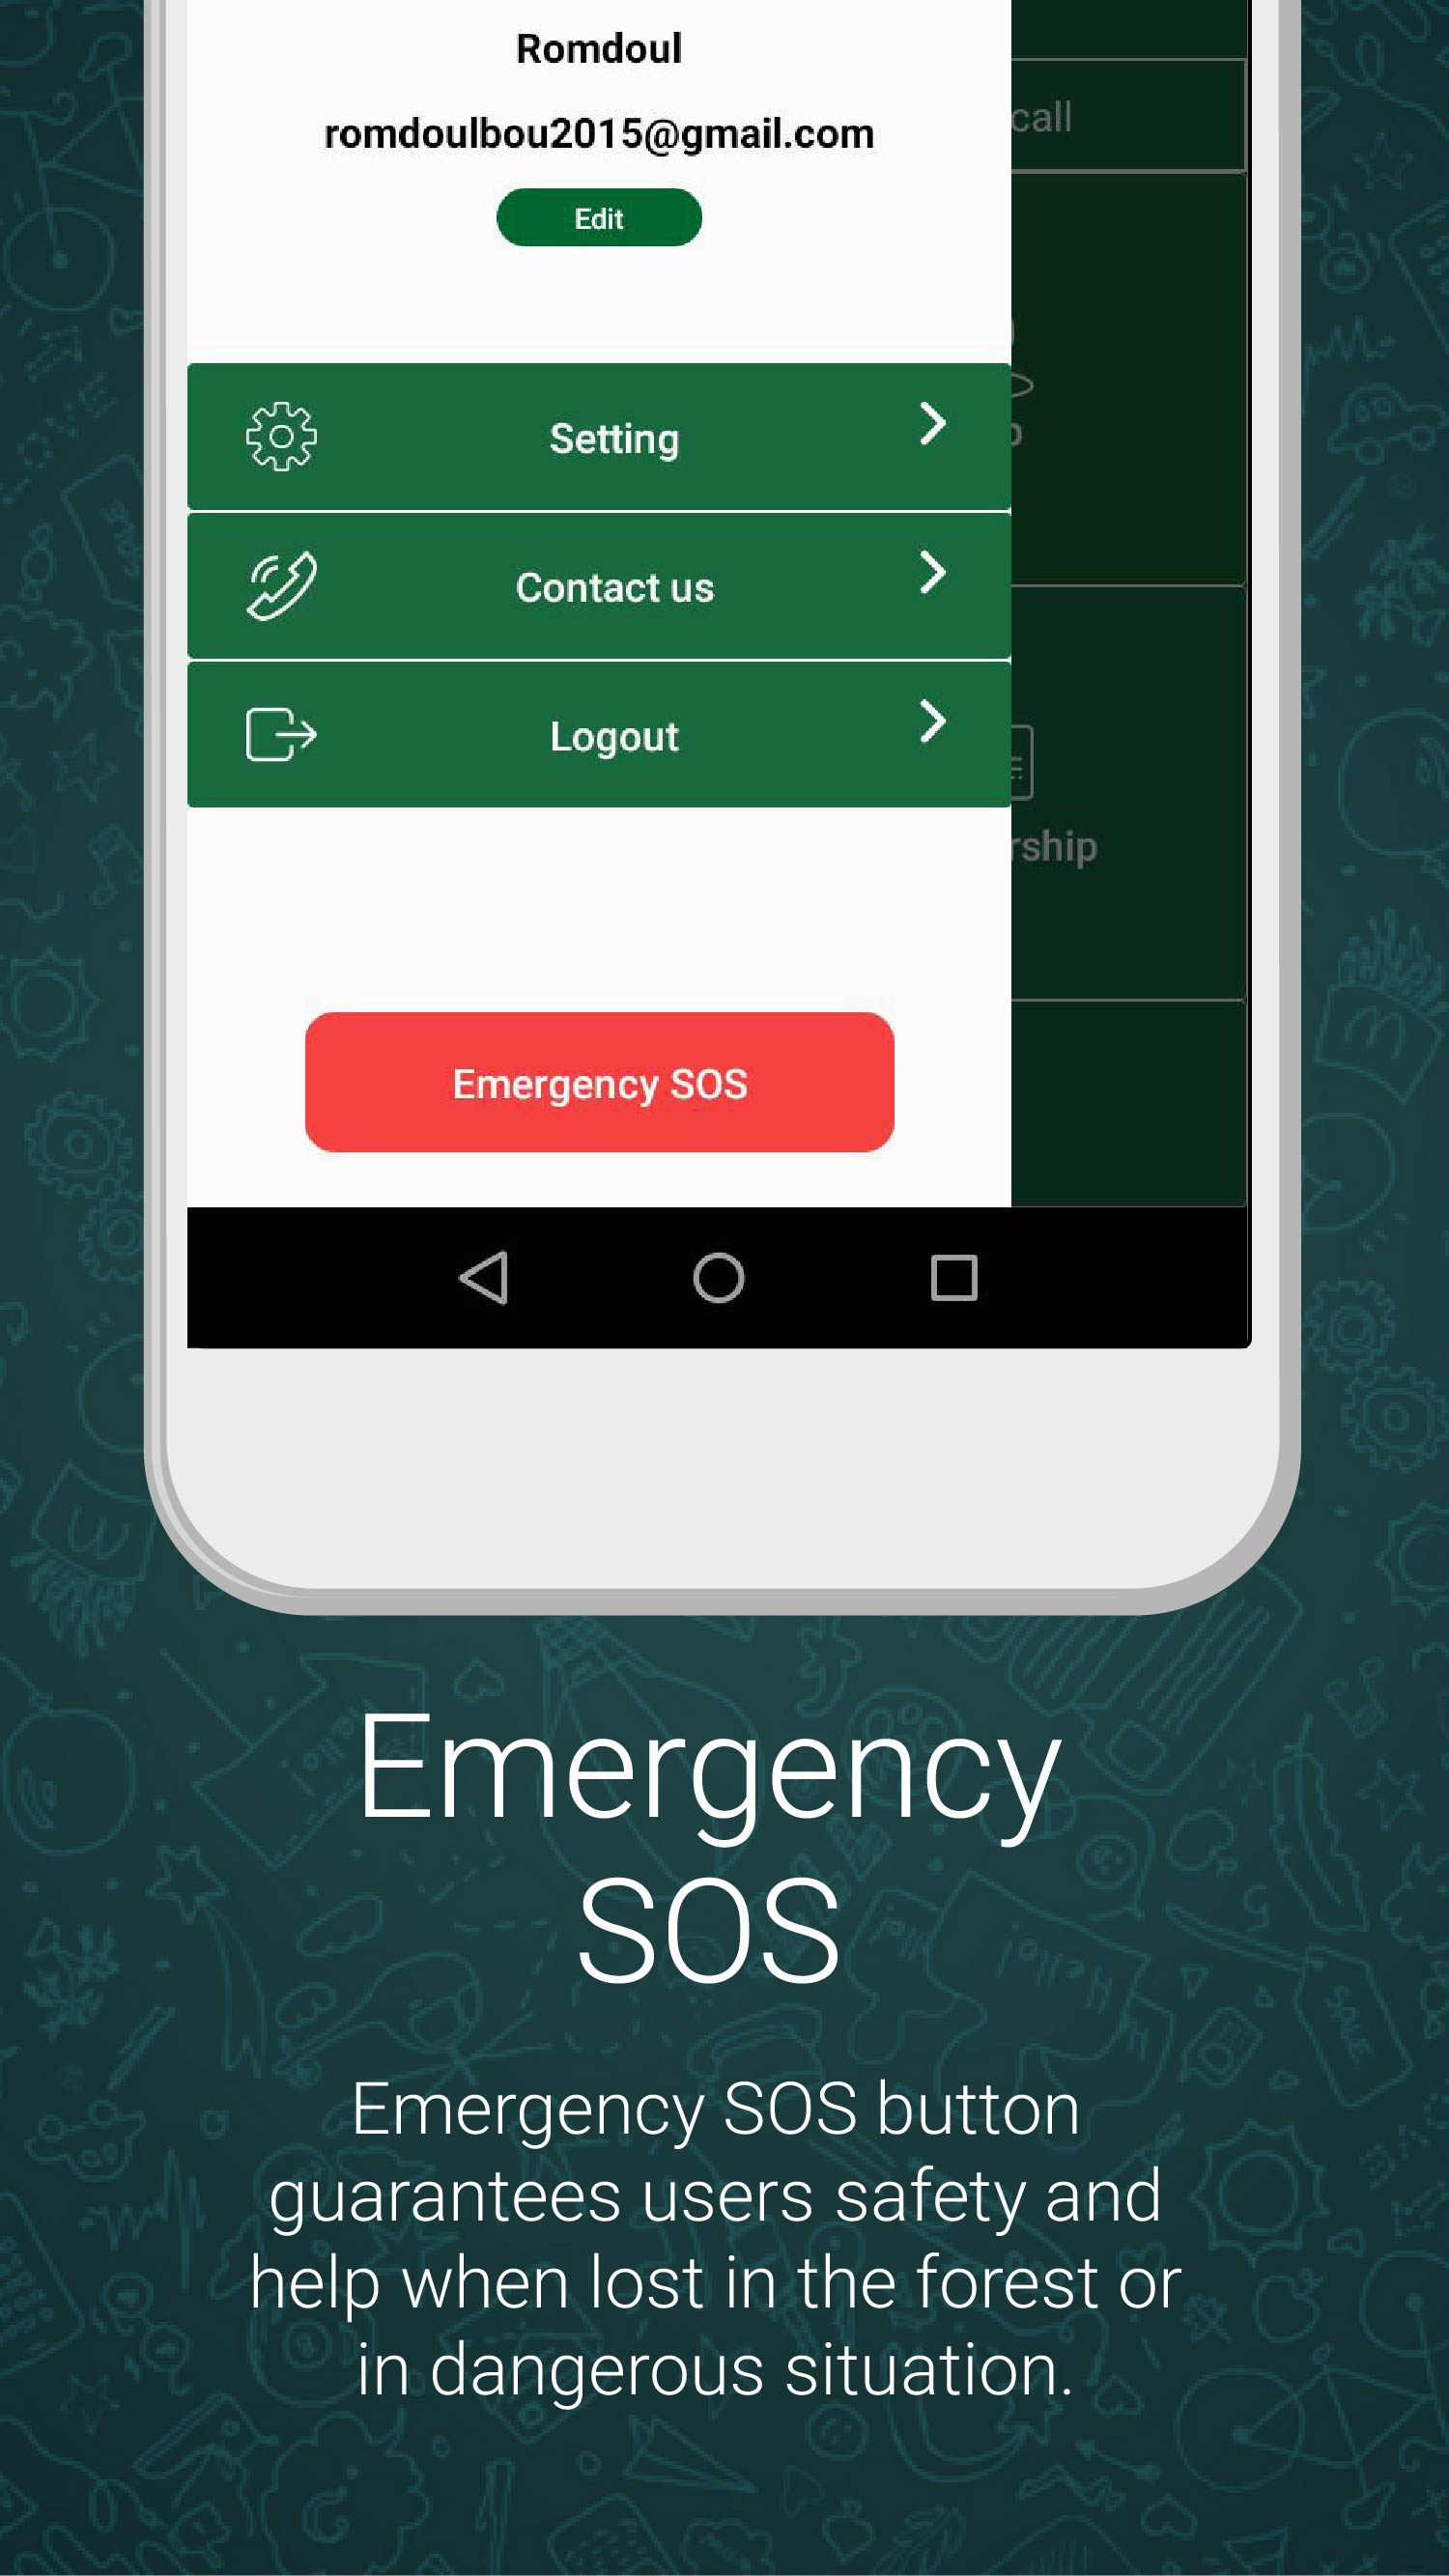 Romdoul
romdoulbou2015@gmail.com
Edit
call
Setting
Contact us
Logout
rship
Emergency SOS
Emergency
SOS
Emergency SOS button
guarantees users safety and
help when lost in the forest or
in dangerous situation.